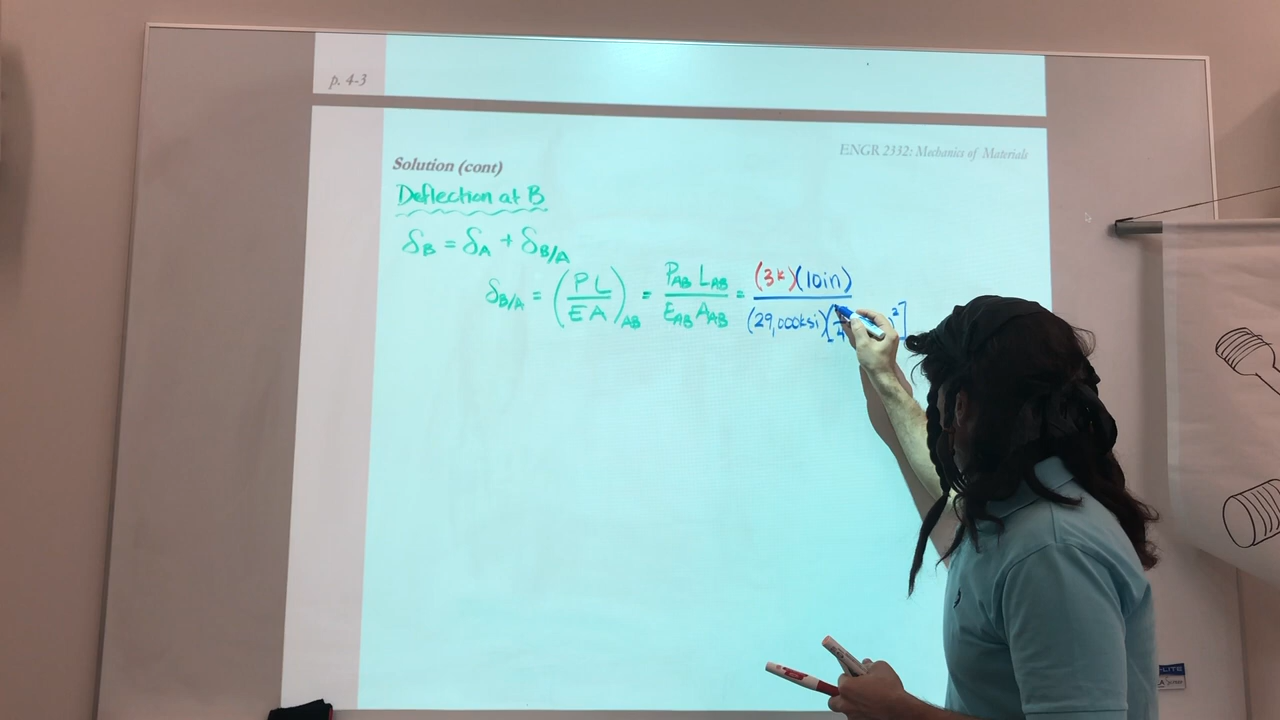 p. 4-3
ENGR 2332: Mechanics of Materials
Solution (cont)
Deflection at B
δB = δA + δB/A
δB/A = (PL/EA)AB = PAB LAB / EAB AAB = (3k)(10in) / (29,000ksi)[ )²]